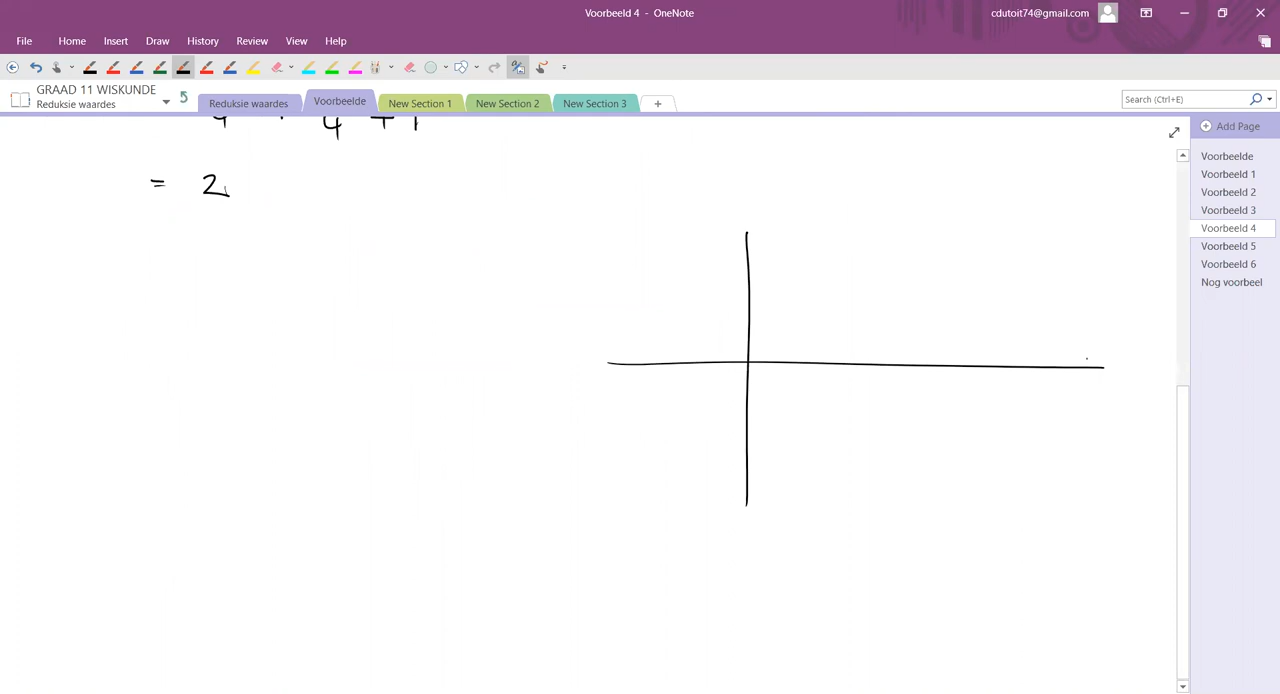 Voorbeeld 4 - OneNote
cdutoit74@gmail.com
File Home Insert Draw History Review View Help
GRAAD 11 WISKUNDE
Reduksie waardes
Reduksie waardes Voorbeelde New Section 1 New Section 2 New Section 3 +
Search (Ctrl+E)
Add Page
Voorbeelde
Voorbeeld 1
Voorbeeld 2
Voorbeeld 3
Voorbeeld 4
Voorbeeld 5
Voorbeeld 6
Nog voorbeel
4 + 1
= 2